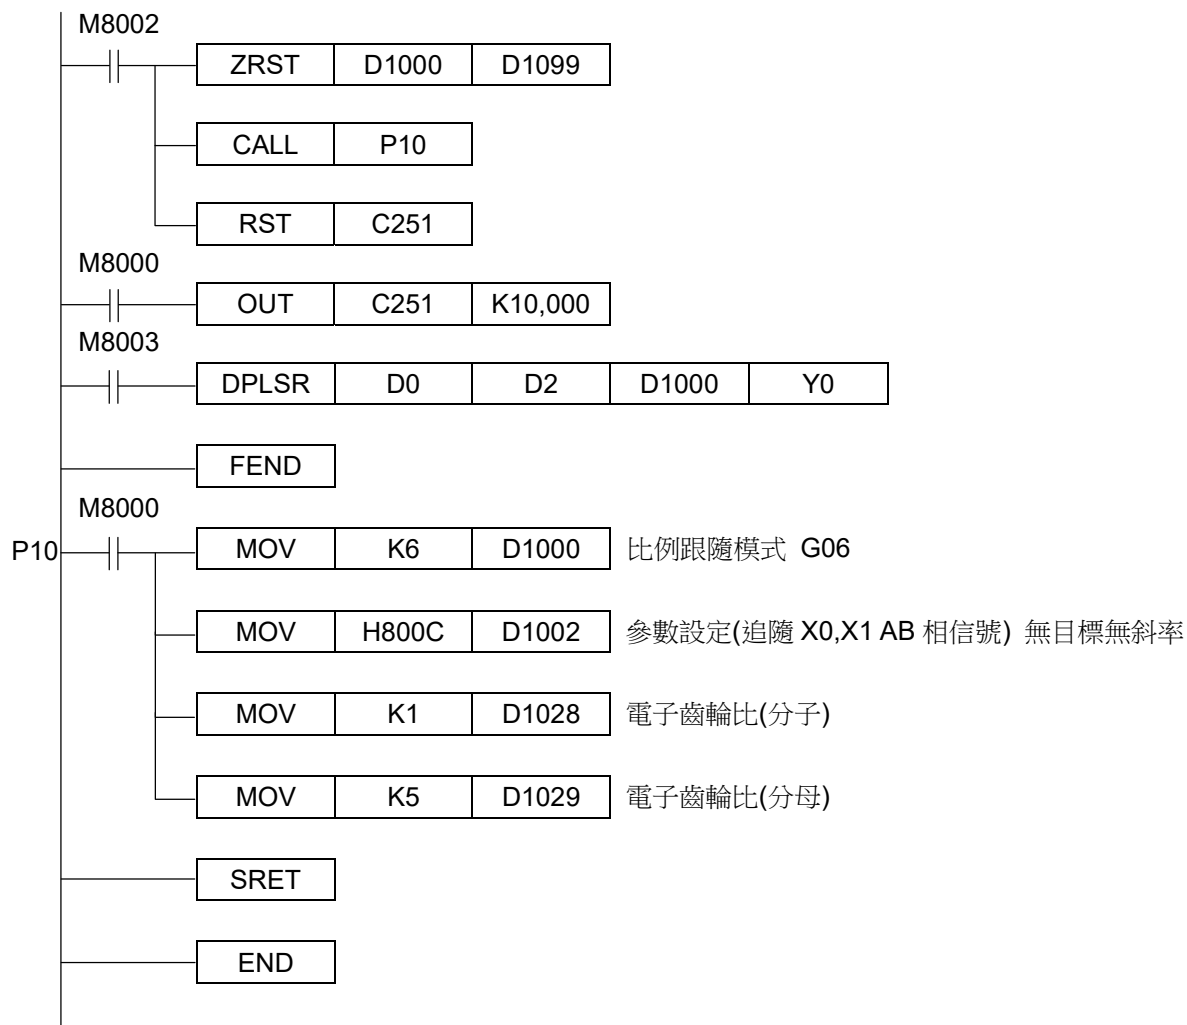 M8002
ZRST D1000 D1099
CALL P10
RST C251
M8000
OUT C251 K10,000
M8003
DPLSR D0 D2 D1000 Y0
FEND
M8000
P10 MOV K6 D1000 比例跟隨模式 G06
MOV H800C D1002 參數設定(追隨 X0,X1 AB 相信號) 無目標無斜率
MOV K1 D1028 電子齒輪比(分子)
MOV K5 D1029 電子齒輪比(分母)
SRET
END